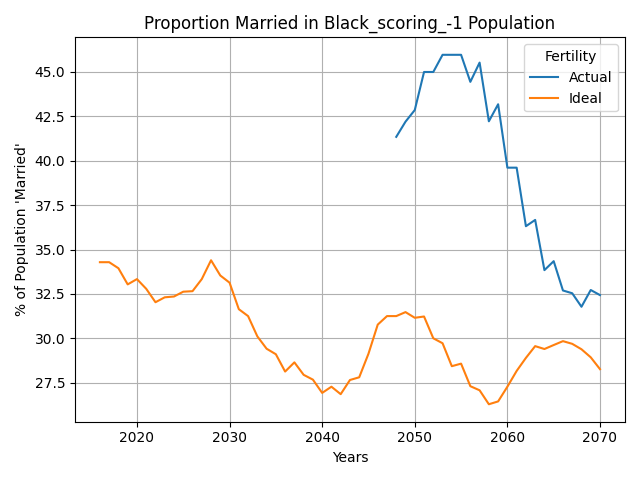 Proportion Married in Black_scoring_-1 Population
% of Population 'Married'
45.0
42.5
40.0
37.5
35.0
32.5
30.0
27.5
Fertility
Actual
Ideal
2020 2030 2040 2050 2060 2070
Years